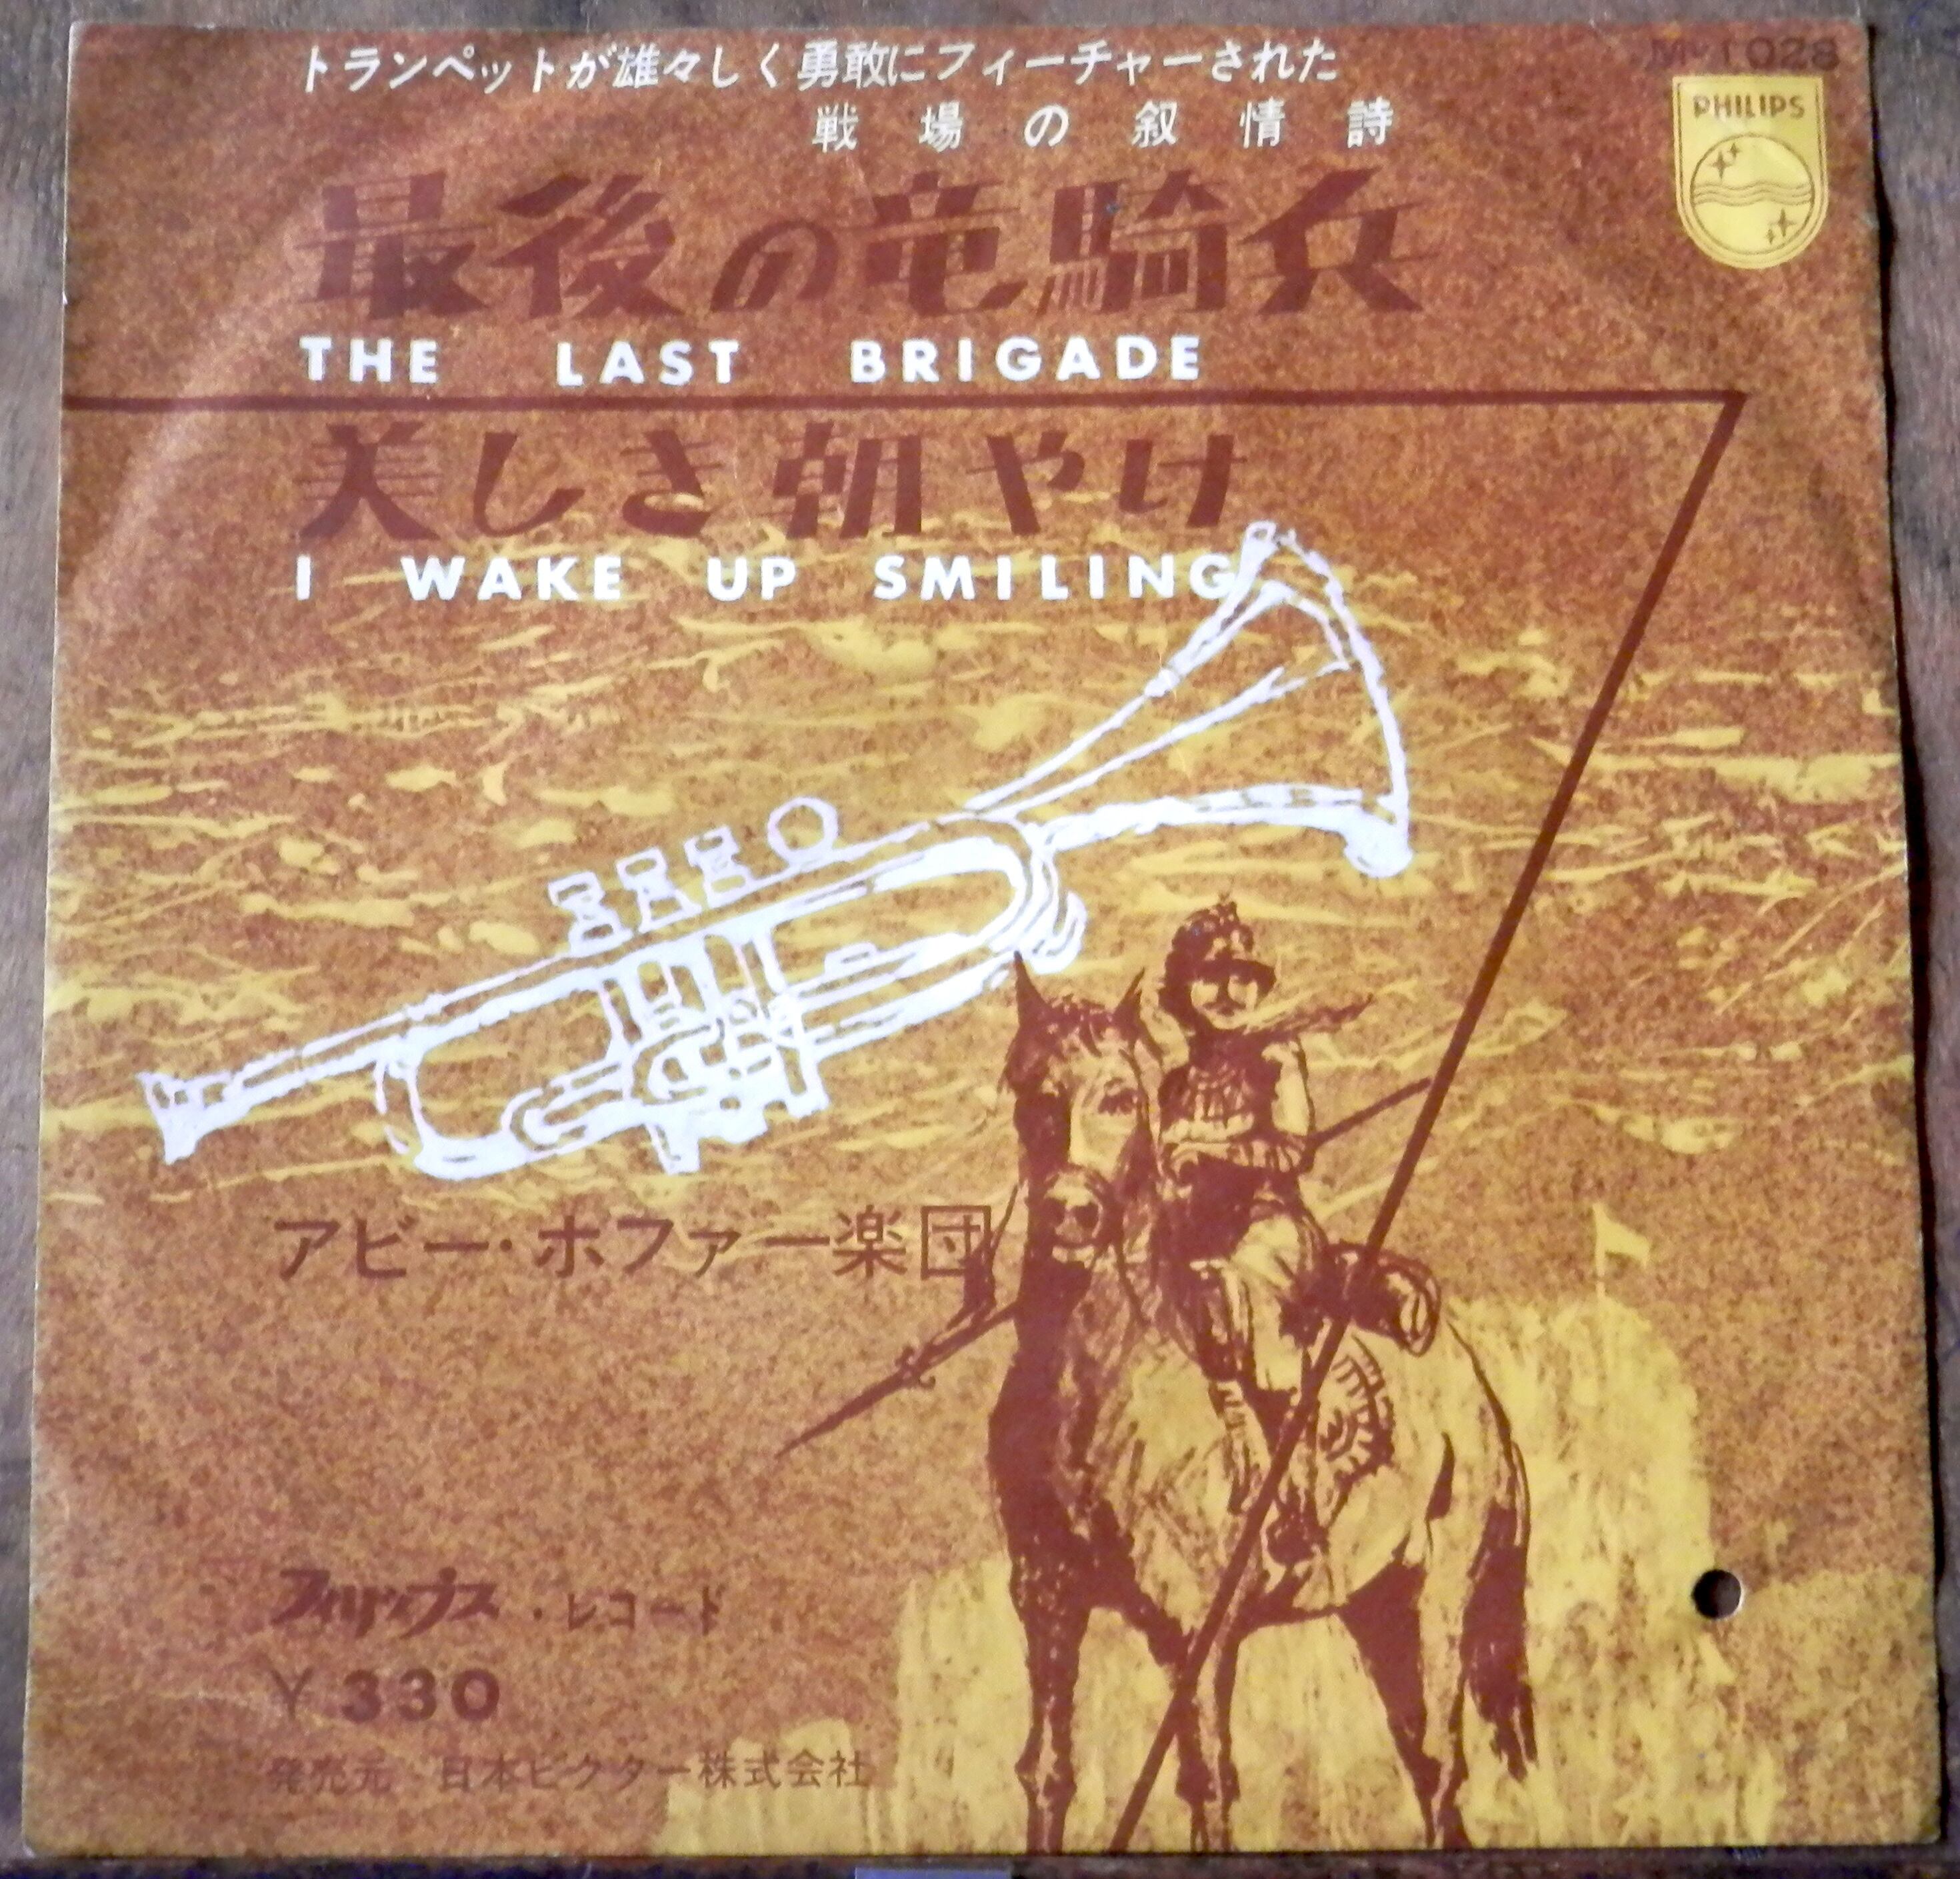 トランペットが雄々しく勇敢にフィーチャーされた
戦場の叙情詩
M-1028
PHILIPS
最後の竜騎兵
THE LAST BRIGADE
美しき朝やけ
I WAKE UP SMILING
アビー・ホファー楽団
フィリップス・レコード
¥330
発売元 日本ビクター株式会社